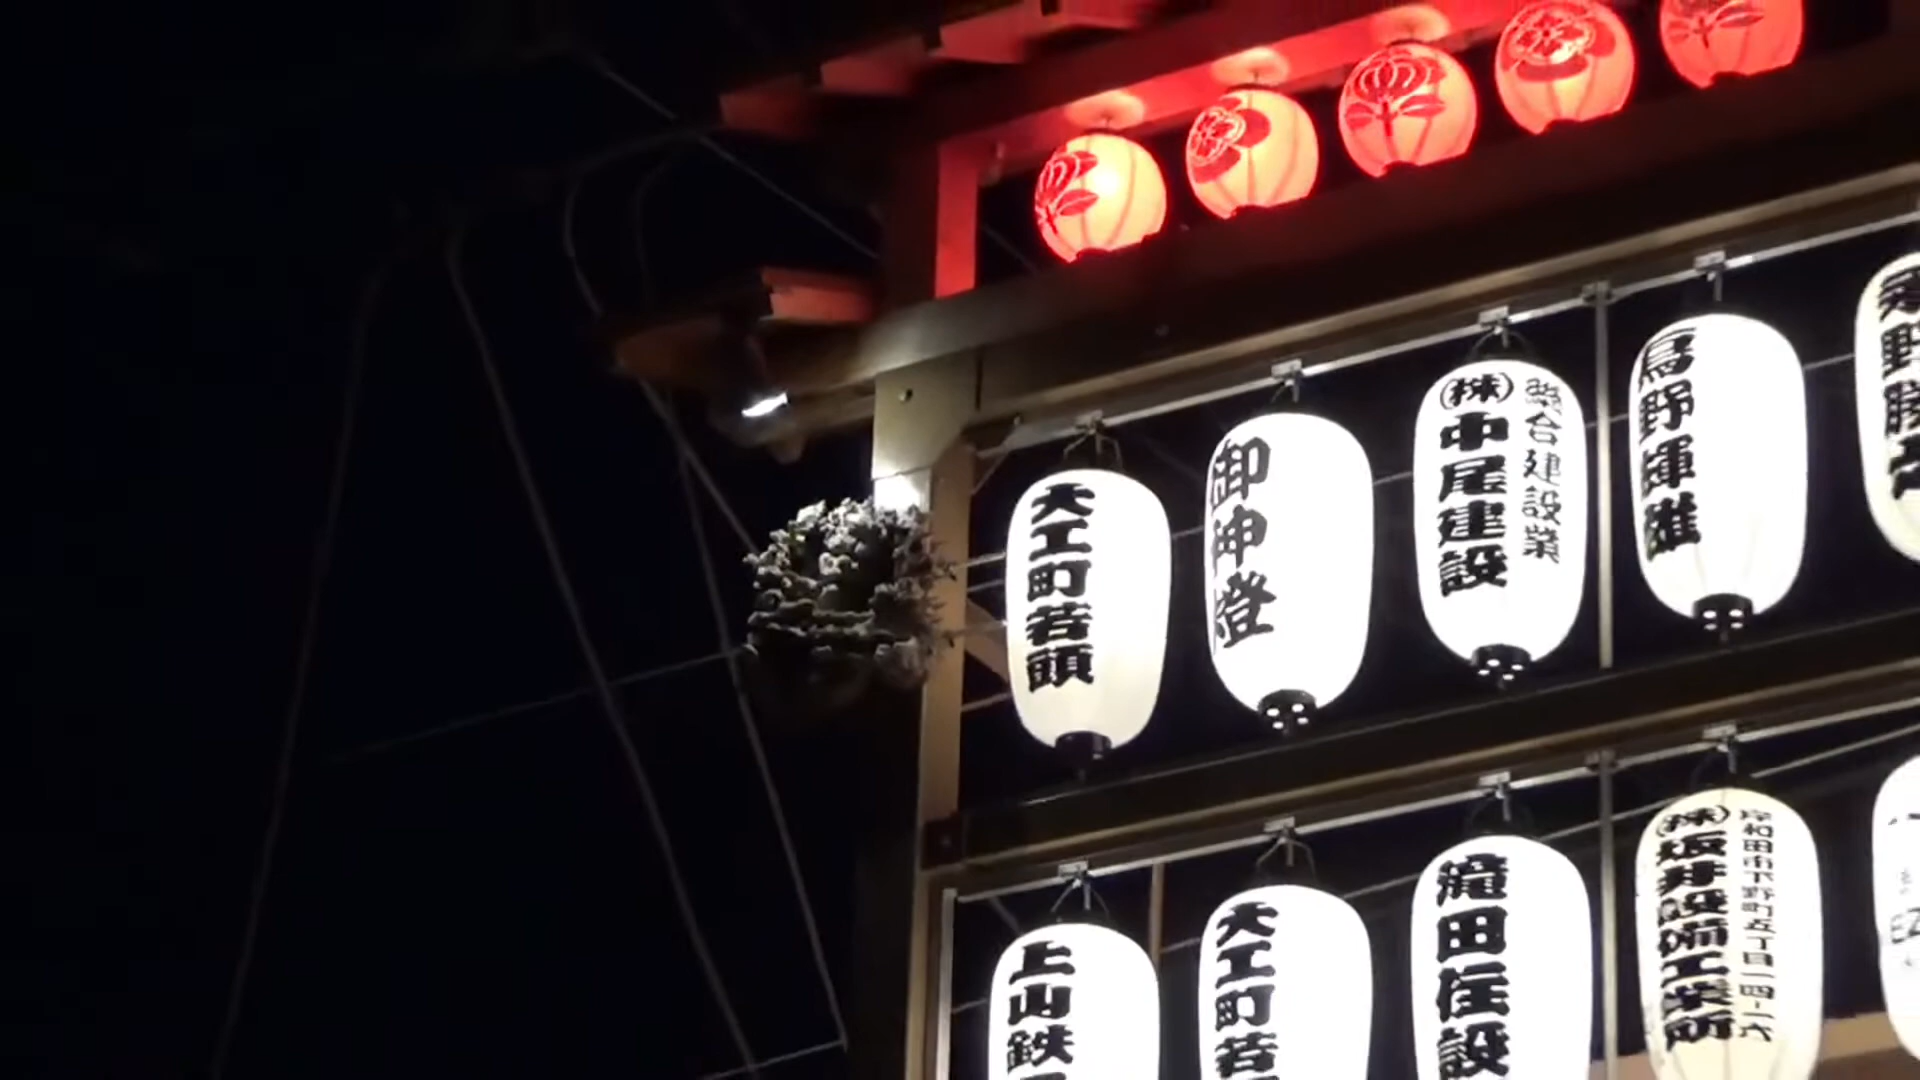 大工町若頭
御神燈
総合建設業
(株)中尾建設
鳥野輝雄
上山鉄
大工町若
滝田住設
岸和田市下野町五丁目一四-一六
(株)坂井設備工業所